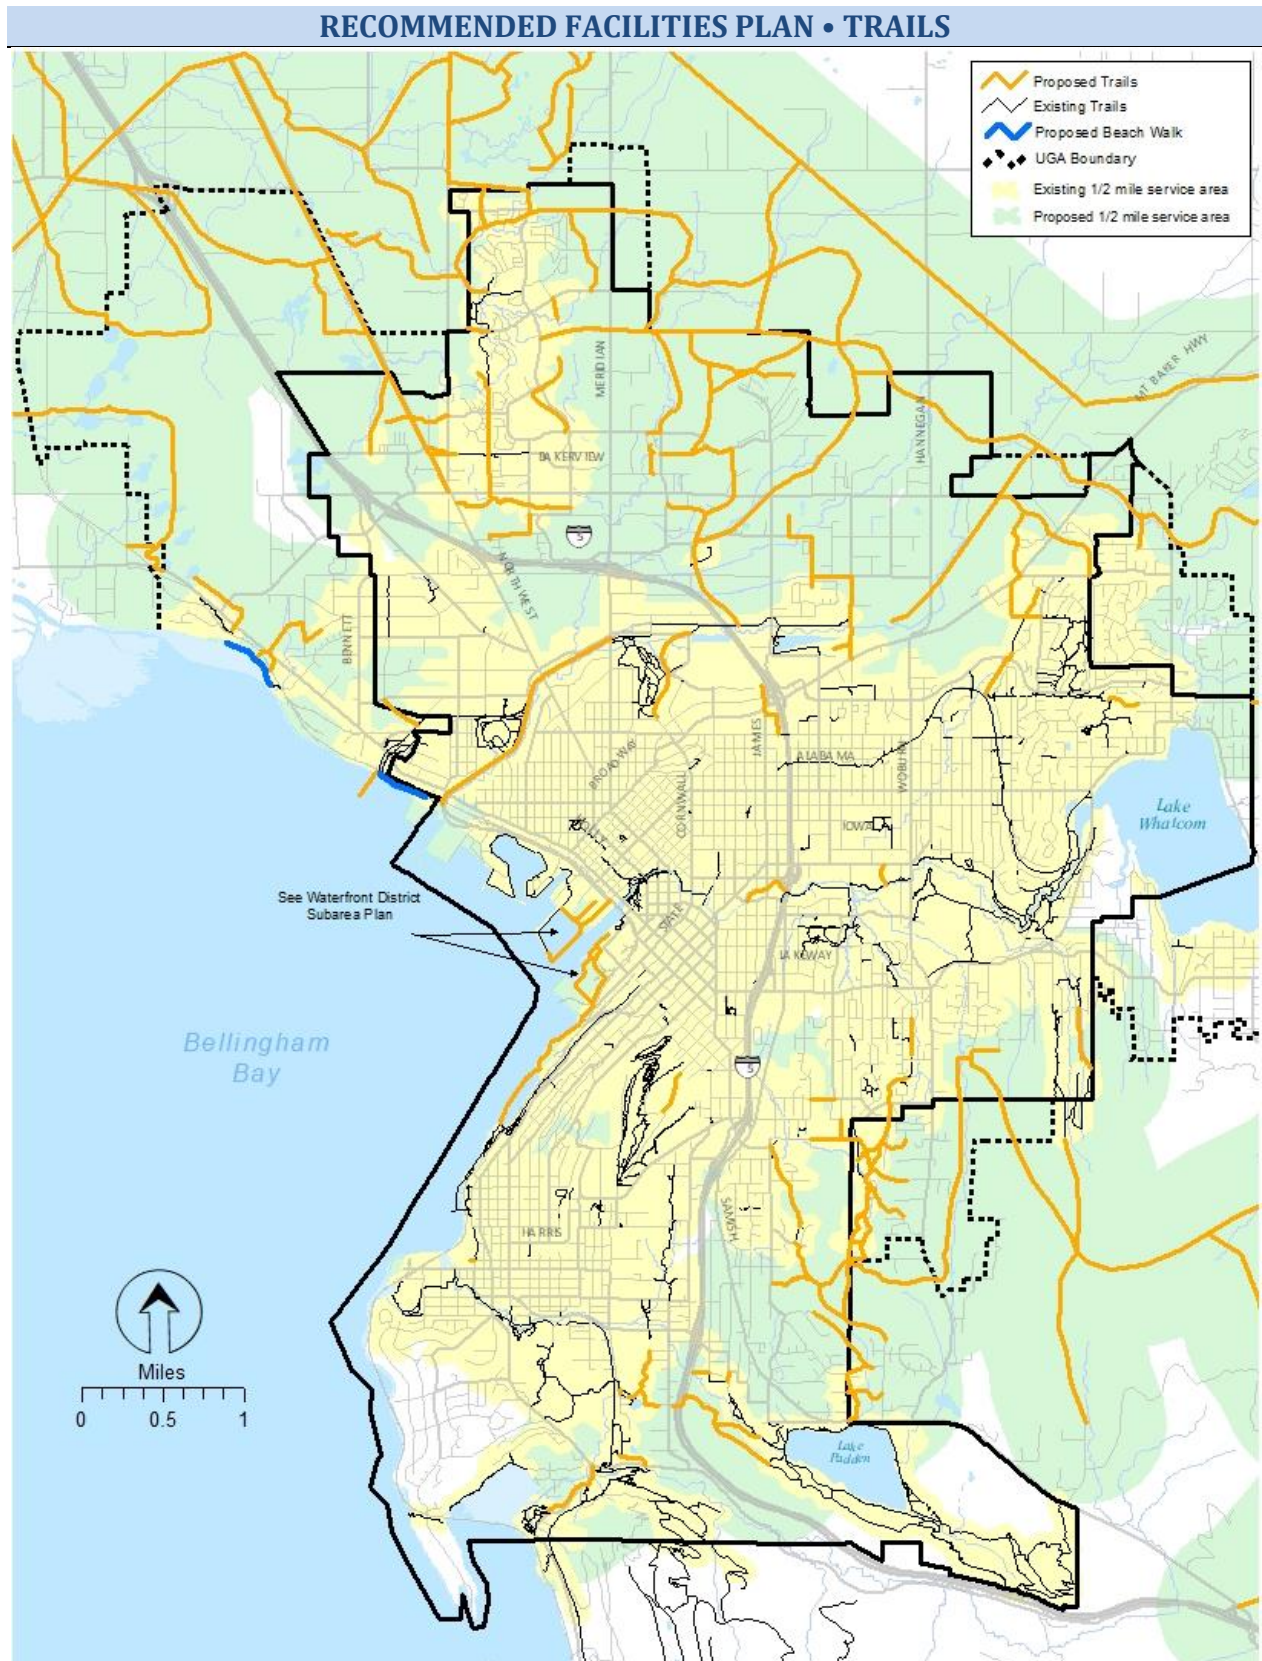 RECOMMENDED FACILITIES PLAN • TRAILS
Proposed Trails
Existing Trails
Proposed Beach Walk
UGA Boundary
Existing 1/2 mile service area
Proposed 1/2 mile service area
MT BAKER HWY
MERIDIAN
HANNEGAN
BAKERVIEW
5
NORTHWEST
BENNETT
JAMES
ALABAMA
BROADWAY
WOBURN
CORNWALL
Lake
Whatcom
IOWA
HOLLY
See Waterfront District
Subarea Plan
STATE
LAKEWAY
Bellingham
Bay
5
SAMISH
HARRIS
Miles
0 0.5 1
Lake
Padden